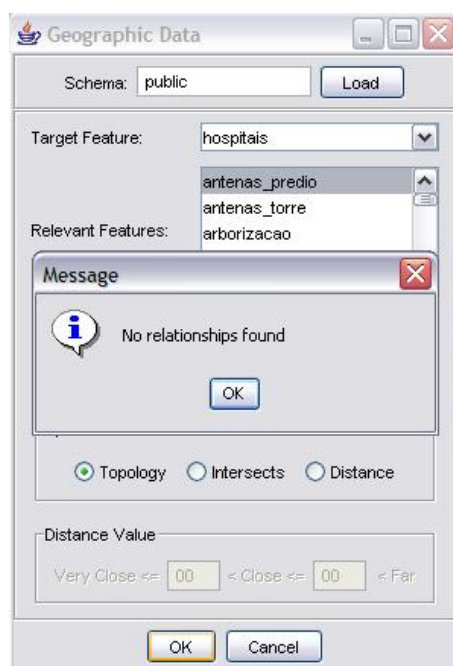 Geographic Data
Schema: public Load
Target Feature: hospitais
antenas_predio
antenas_torre
Relevant Features: arborizacao
Message
No relationships found
OK
Topology Intersects Distance
Distance Value
Very Close <= 00 < Close <= 00 < Far
OK Cancel